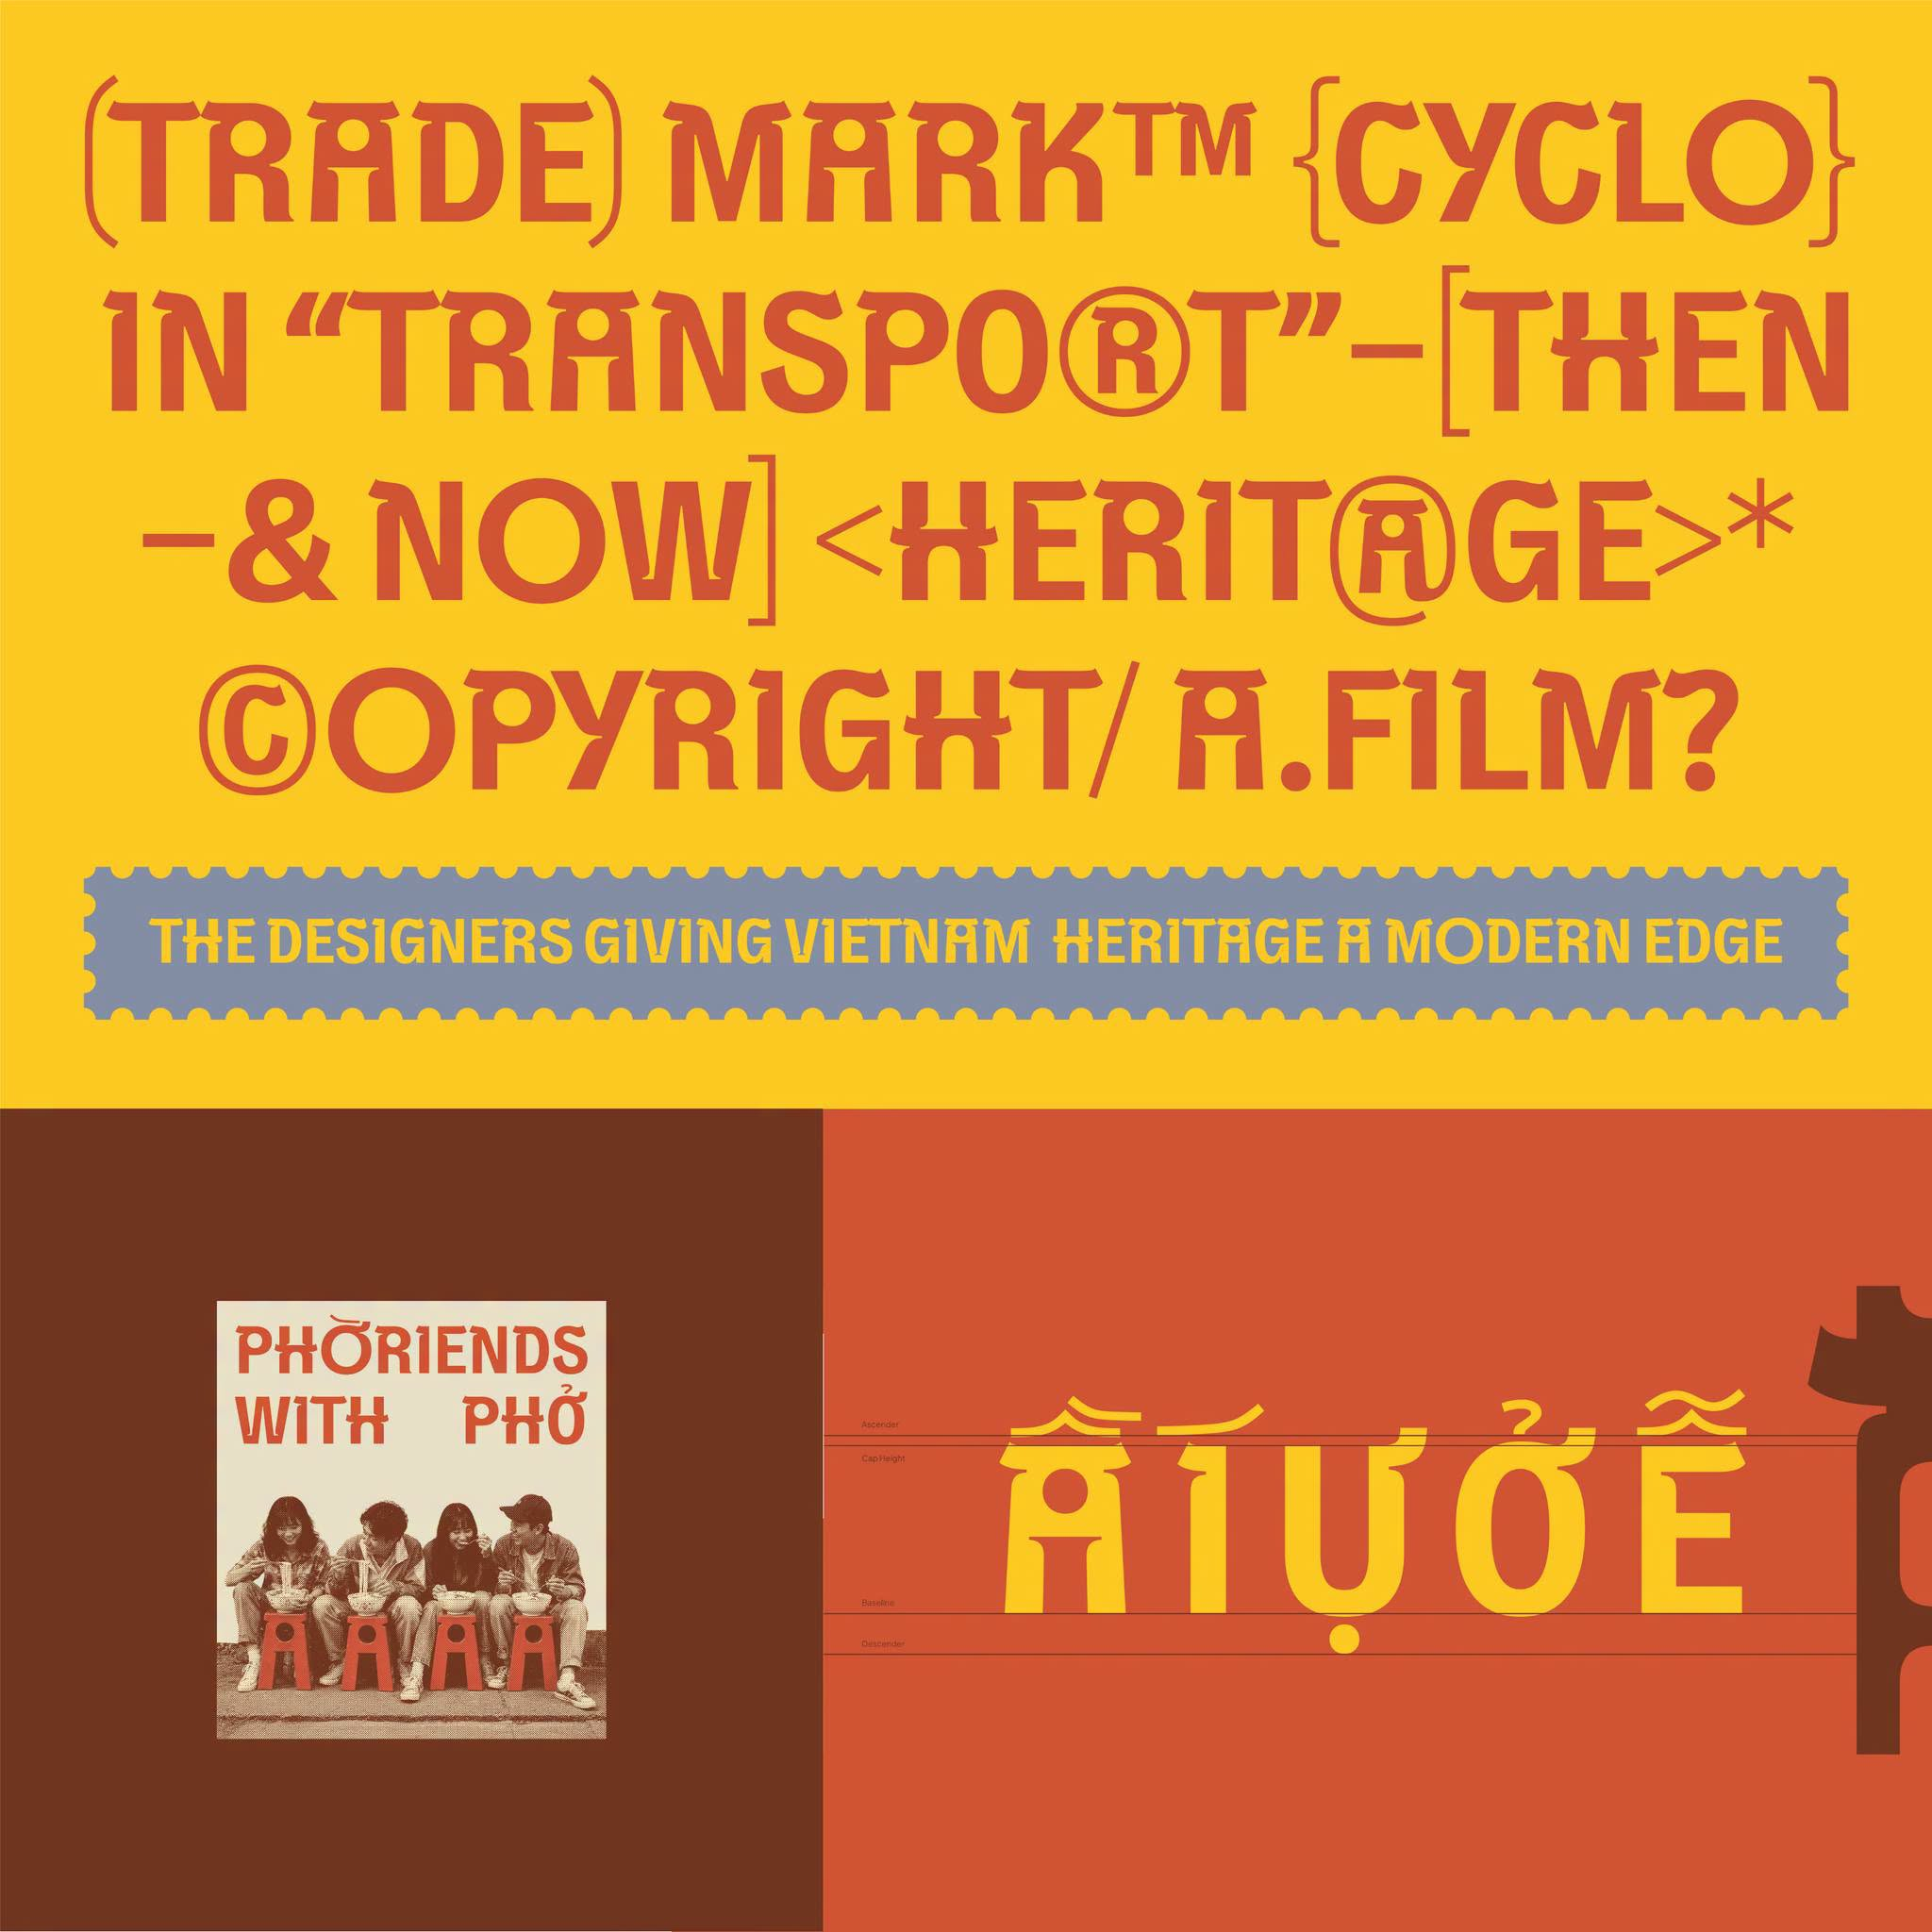 (TRADE) MARK™ {CYCLO}
IN “TRANSPO®T”–[THEN
–& NOW] <HERIT@GE>*
©OPYRIGHT/ A.FILM?
THE DESIGNERS GIVING VIETNAM HERITAGE A MODERN EDGE
PHỜRIENDS
WITH PHỞ
Ascender
Cap Height
ẦÍỰỞỄ
Baseline
Descender